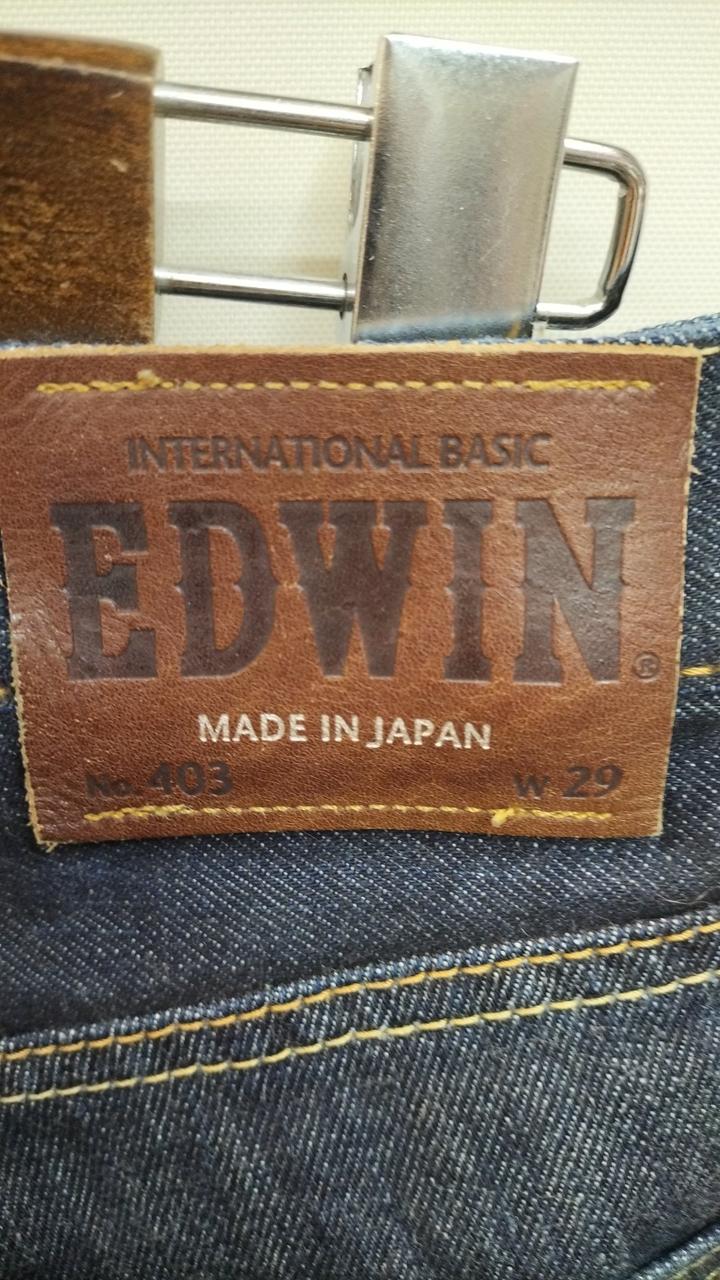 INTERNATIONAL BASIC
EDWIN®
MADE IN JAPAN
No. 403 W 29